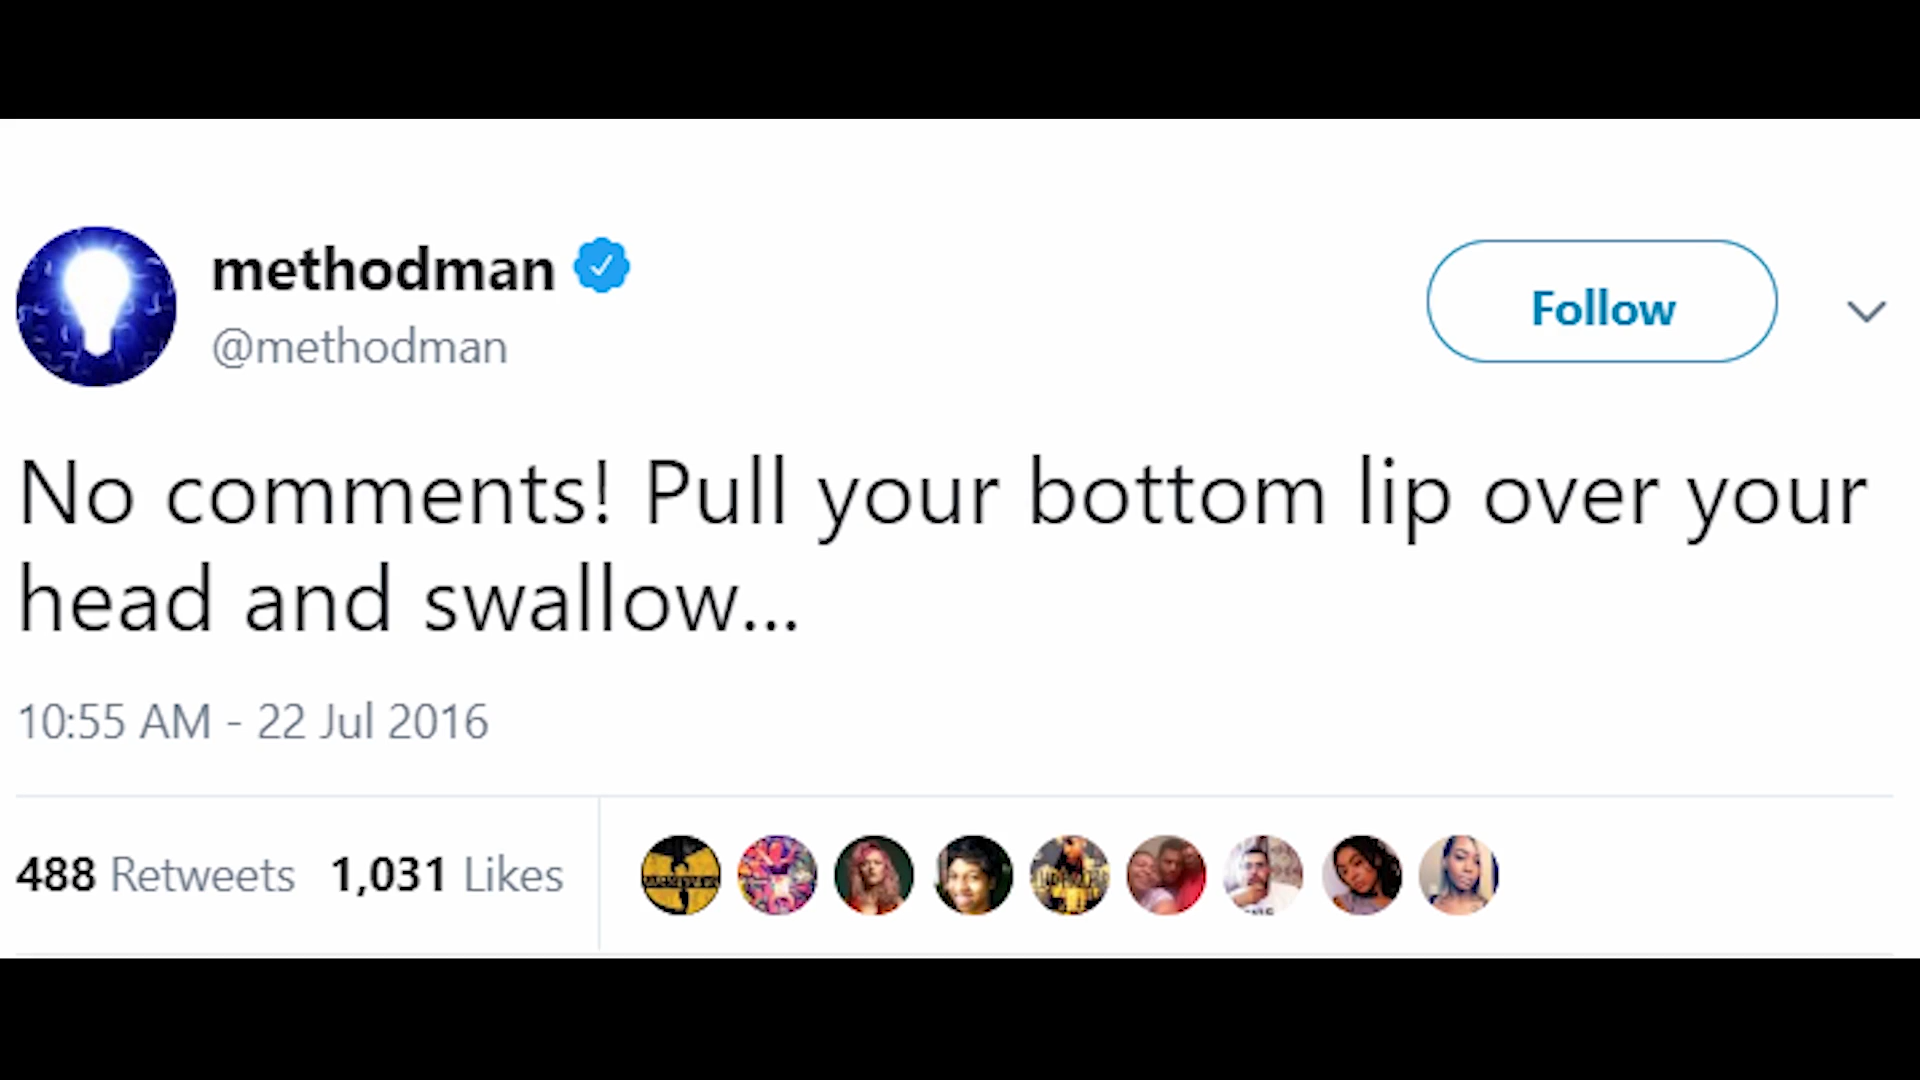 methodman
@methodman
Follow
No comments! Pull your bottom lip over your
head and swallow...
10:55 AM - 22 Jul 2016
488 Retweets 1,031 Likes